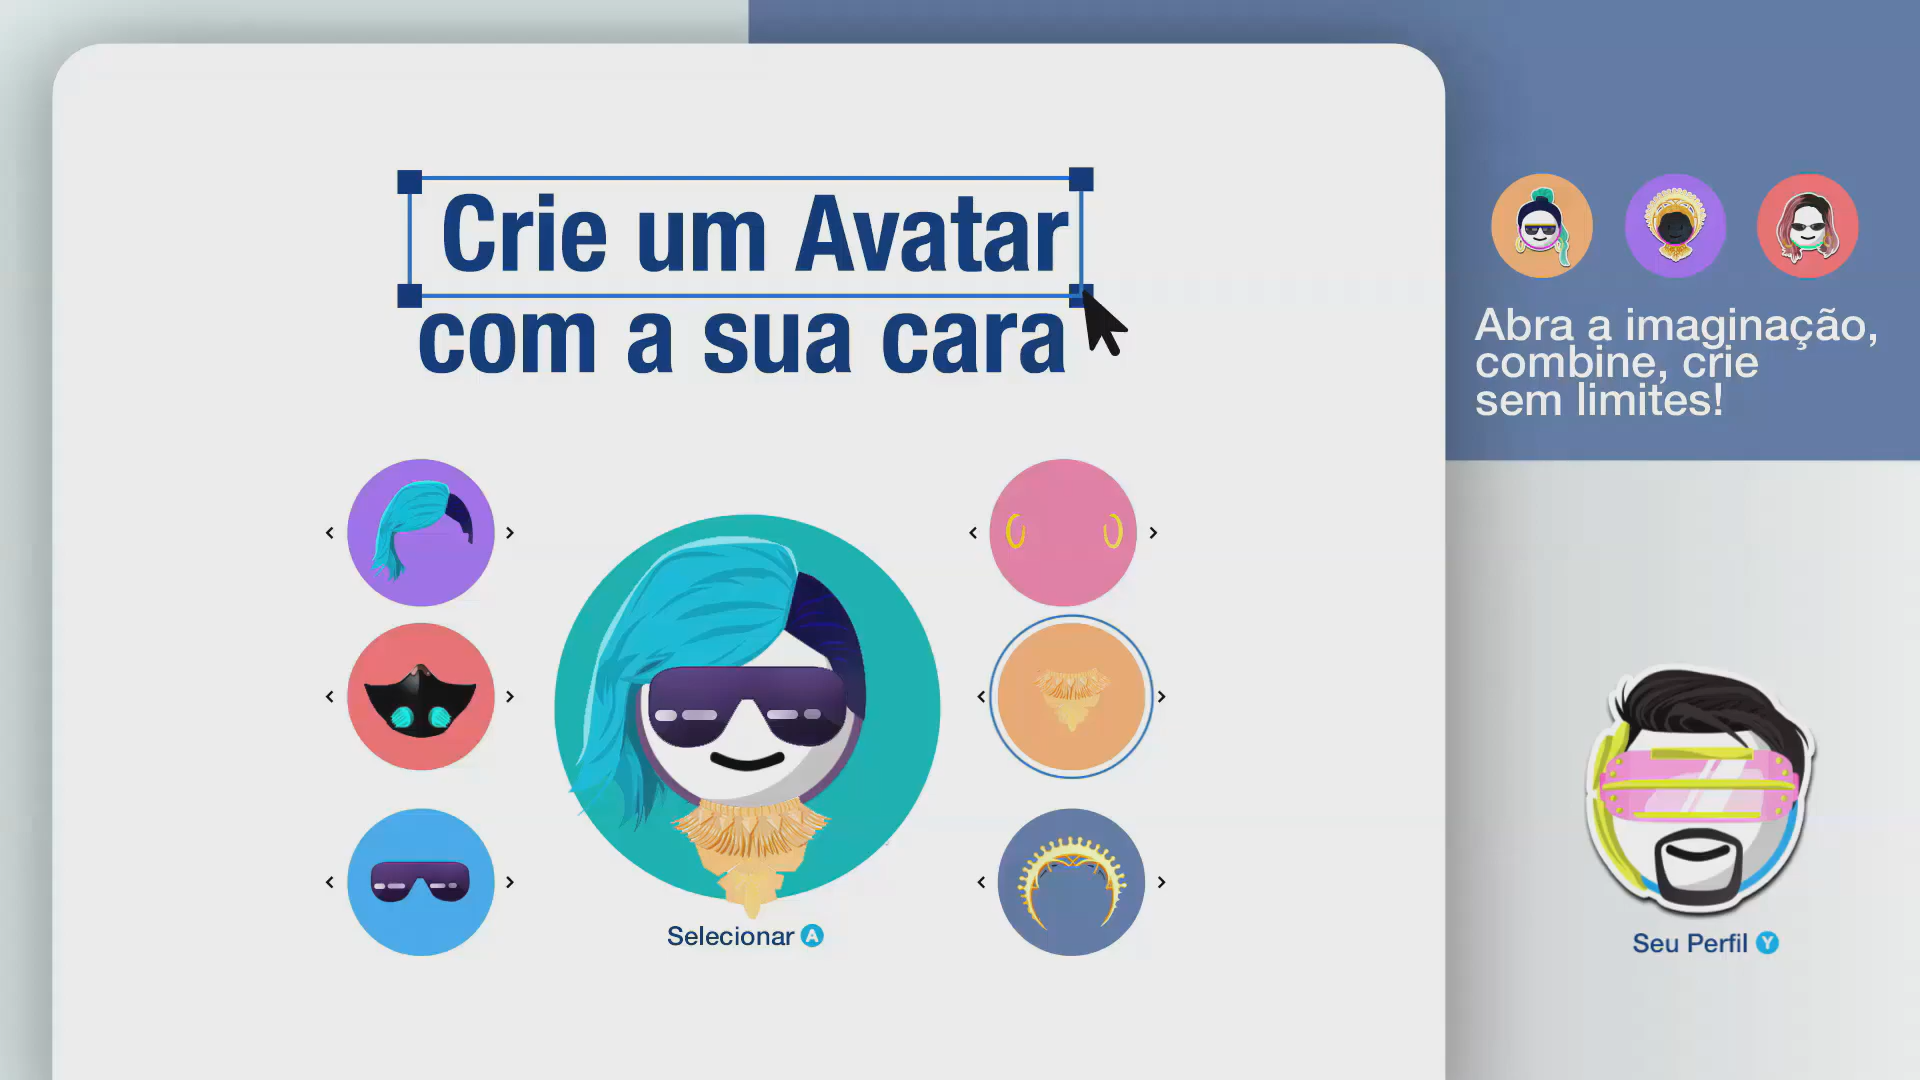 Crie um Avatar
com a sua cara
Selecionar A
Abra a imaginação,
combine, crie
sem limites!
Seu Perfil Y